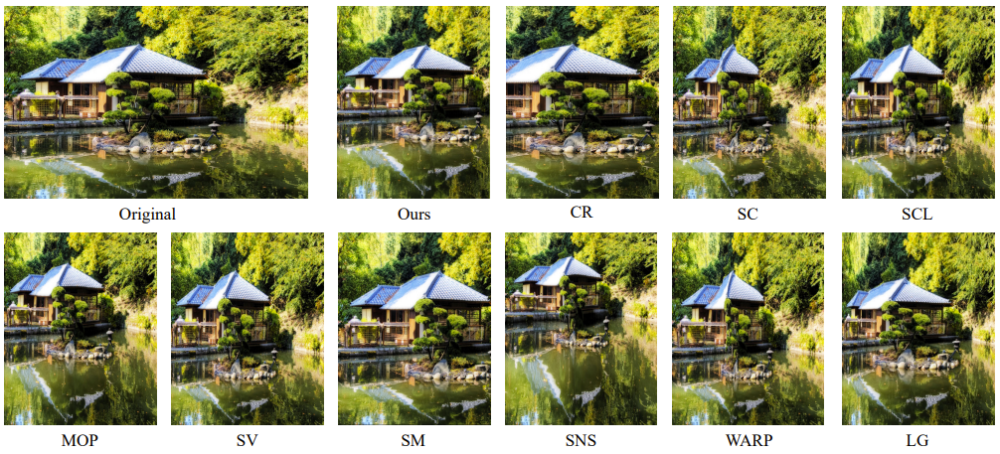 Original
Ours
CR
SC
SCL
MOP
SV
SM
SNS
WARP
LG